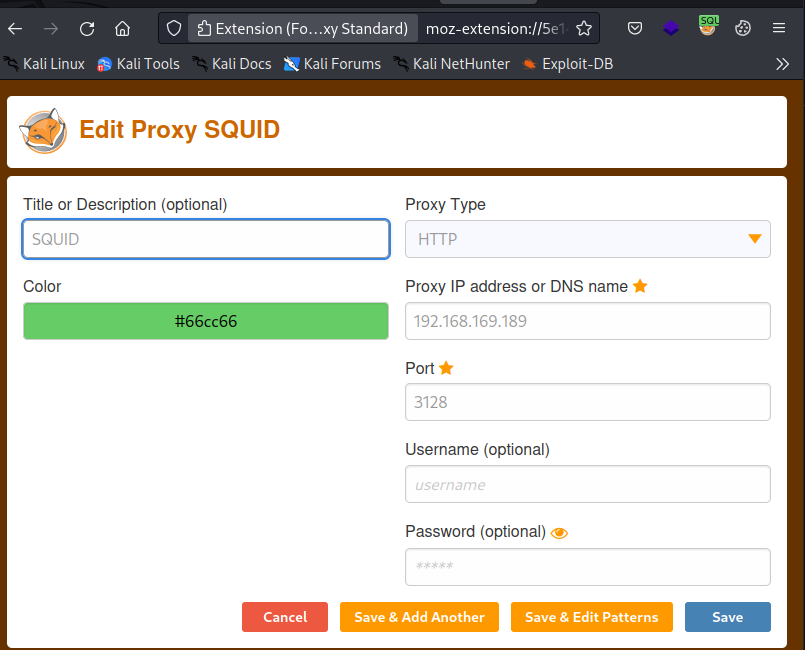 Extension (Fo...xy Standard)
moz-extension://5e1
SQL
Kali Linux
Kali Tools
Kali Docs
Kali Forums
Kali NetHunter
Exploit-DB
Edit Proxy SQUID
Title or Description (optional)
SQUID
Color
#66cc66
Proxy Type
HTTP
Proxy IP address or DNS name
192.168.169.189
Port
3128
Username (optional)
username
Password (optional)
*****
Cancel
Save & Add Another
Save & Edit Patterns
Save